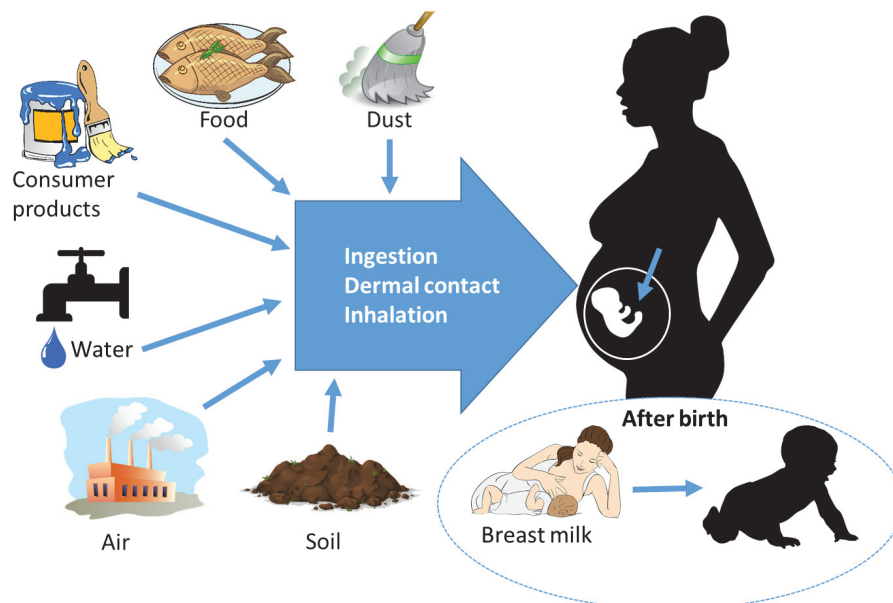 Food
Dust
Consumer
products
Ingestion
Dermal contact
Inhalation
Water
After birth
Air
Soil
Breast milk